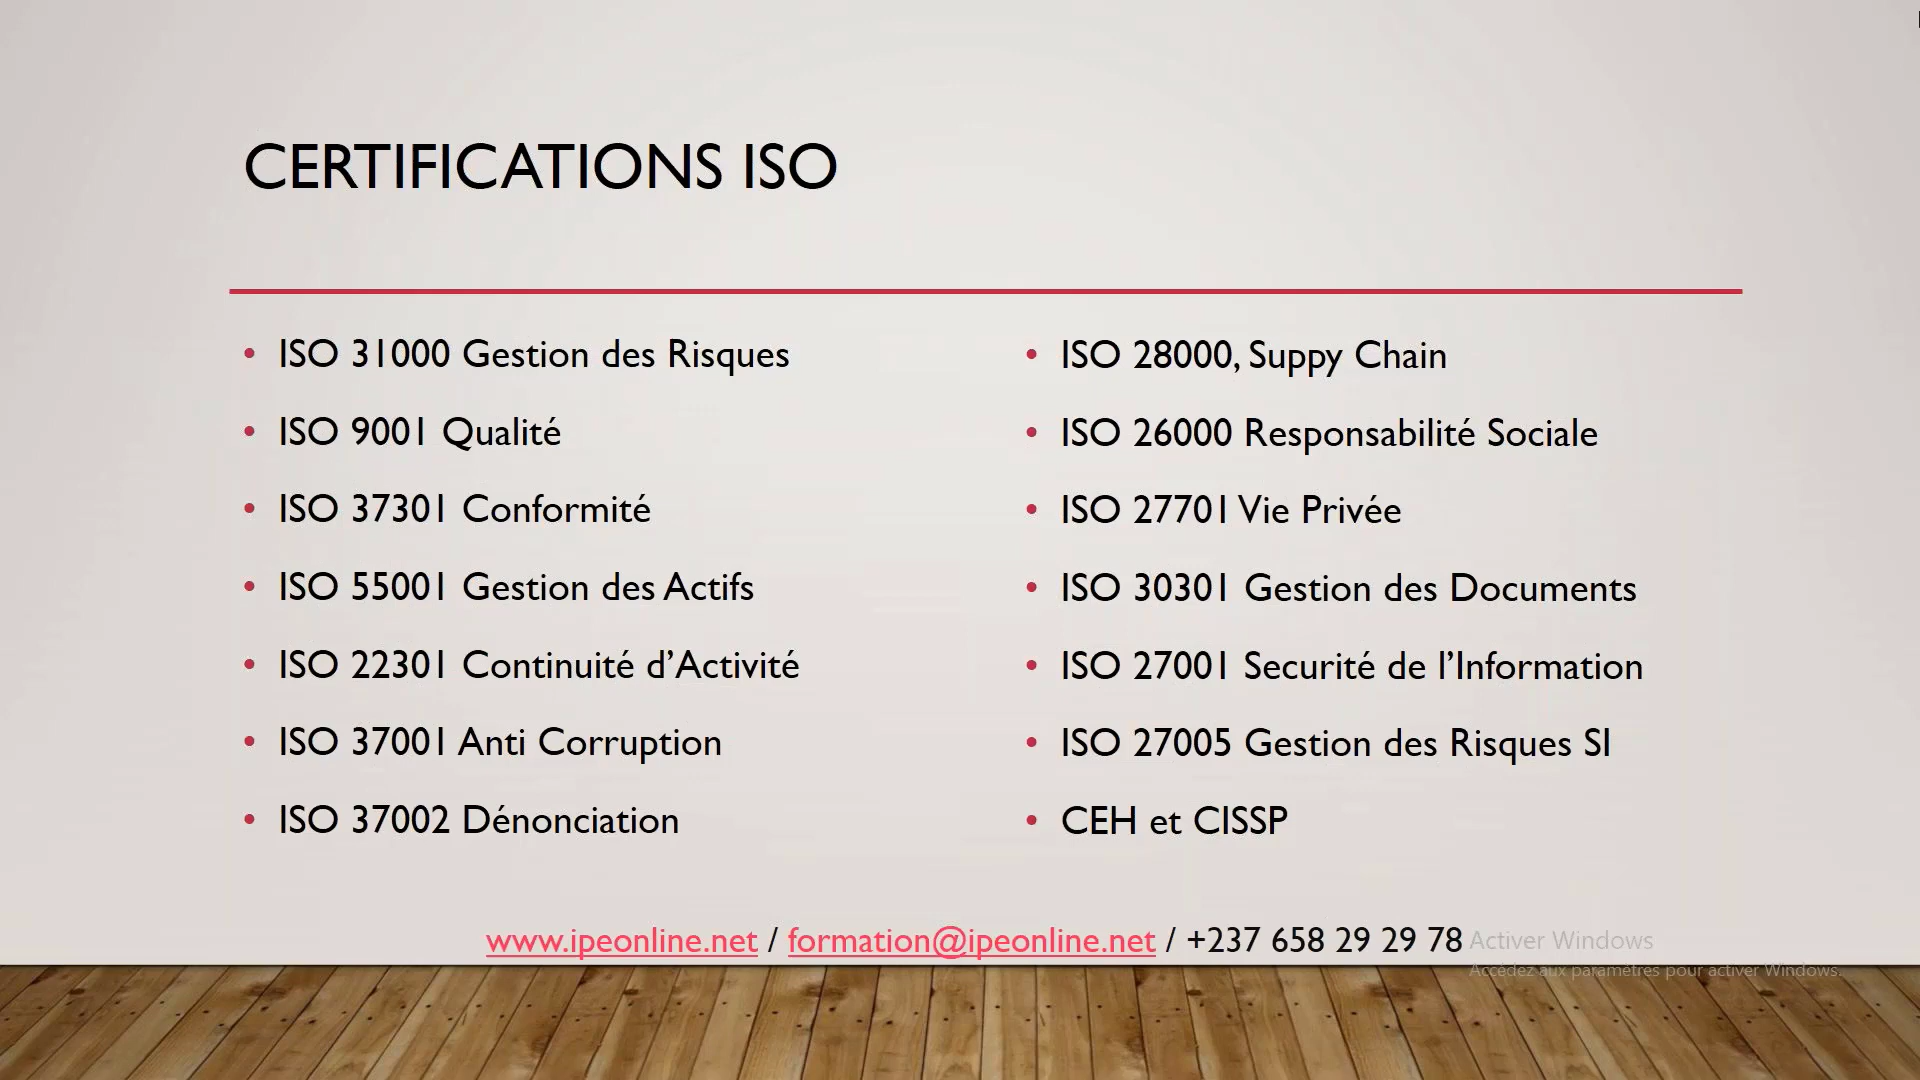 CERTIFICATIONS ISO
• ISO 31000 Gestion des Risques
• ISO 9001 Qualité
• ISO 37301 Conformité
• ISO 55001 Gestion des Actifs
• ISO 22301 Continuité d’Activité
• ISO 37001 Anti Corruption
• ISO 37002 Dénonciation
• ISO 28000, Suppy Chain
• ISO 26000 Responsabilité Sociale
• ISO 27701 Vie Privée
• ISO 30301 Gestion des Documents
• ISO 27001 Securité de l’Information
• ISO 27005 Gestion des Risques SI
• CEH et CISSP
www.ipeonline.net / formation@ipeonline.net / +237 658 29 29 78
Activer Windows
Accédez aux paramètres pour activer Windows.